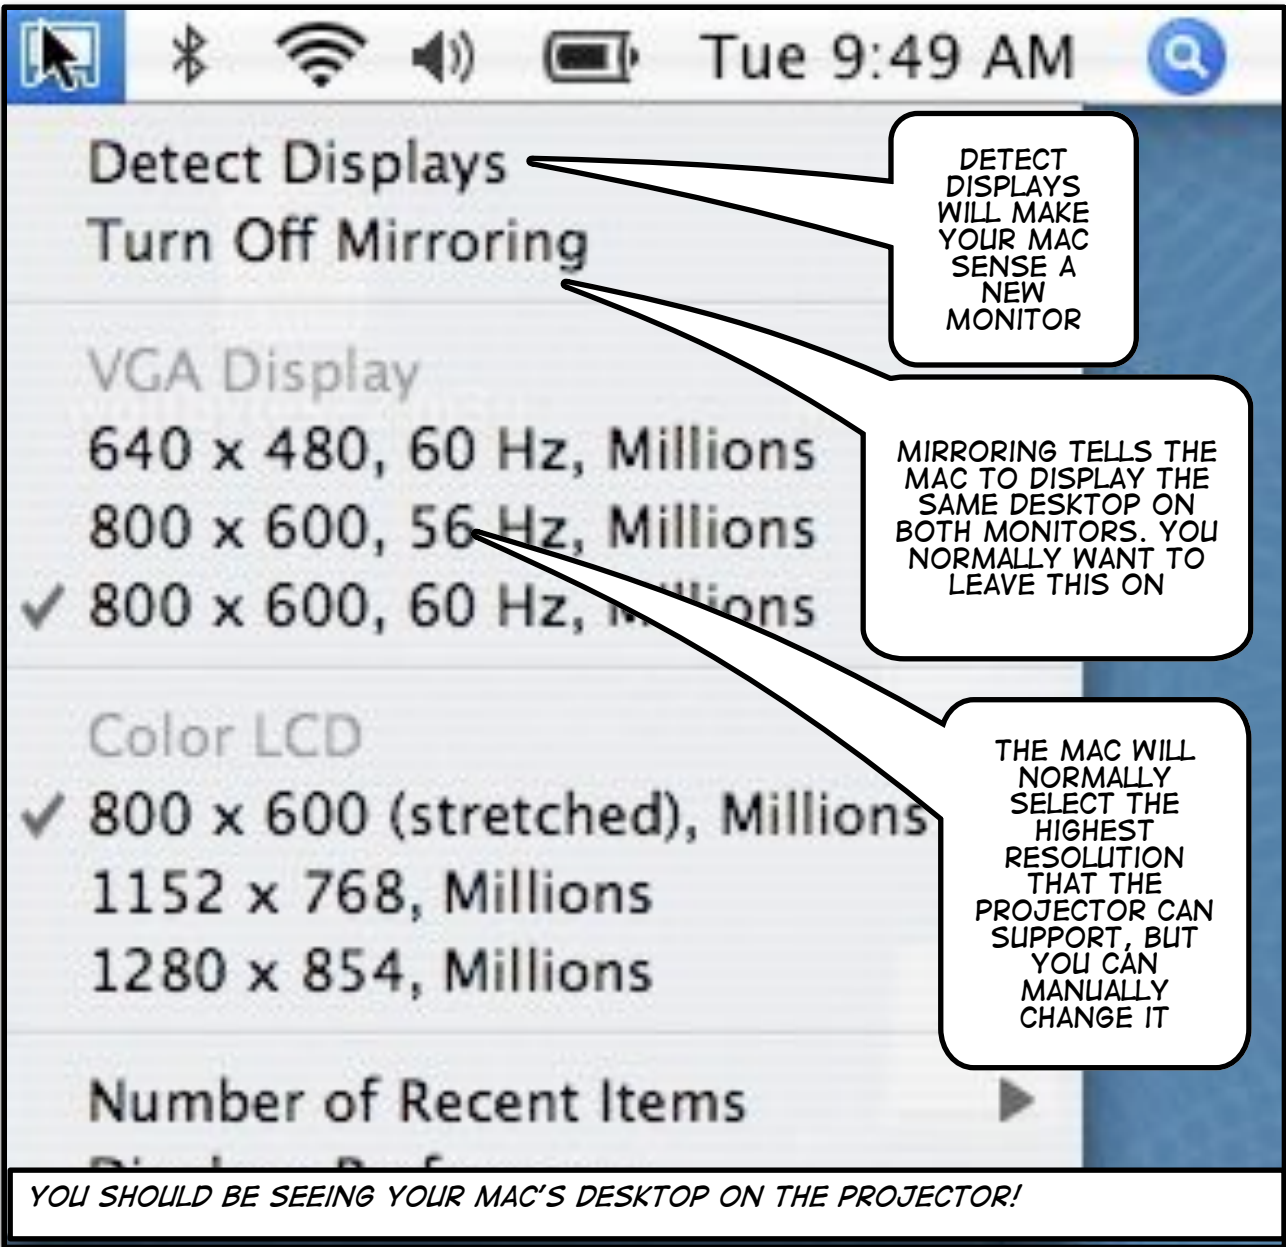 Tue 9:49 AM
Detect Displays
Turn Off Mirroring
VGA Display
640 x 480, 60 Hz, Millions
800 x 600, 56 Hz, Millions
800 x 600, 60 Hz, Millions
Color LCD
800 x 600 (stretched), Millions
1152 x 768, Millions
1280 x 854, Millions
Number of Recent Items
DETECT
DISPLAYS
WILL MAKE
YOUR MAC
SENSE A
NEW
MONITOR
MIRRORING TELLS THE
MAC TO DISPLAY THE
SAME DESKTOP ON
BOTH MONITORS. YOU
NORMALLY WANT TO
LEAVE THIS ON
THE MAC WILL
NORMALLY
SELECT THE
HIGHEST
RESOLUTION
THAT THE
PROJECTOR CAN
SUPPORT, BUT
YOU CAN
MANUALLY
CHANGE IT
YOU SHOULD BE SEEING YOUR MAC'S DESKTOP ON THE PROJECTOR!